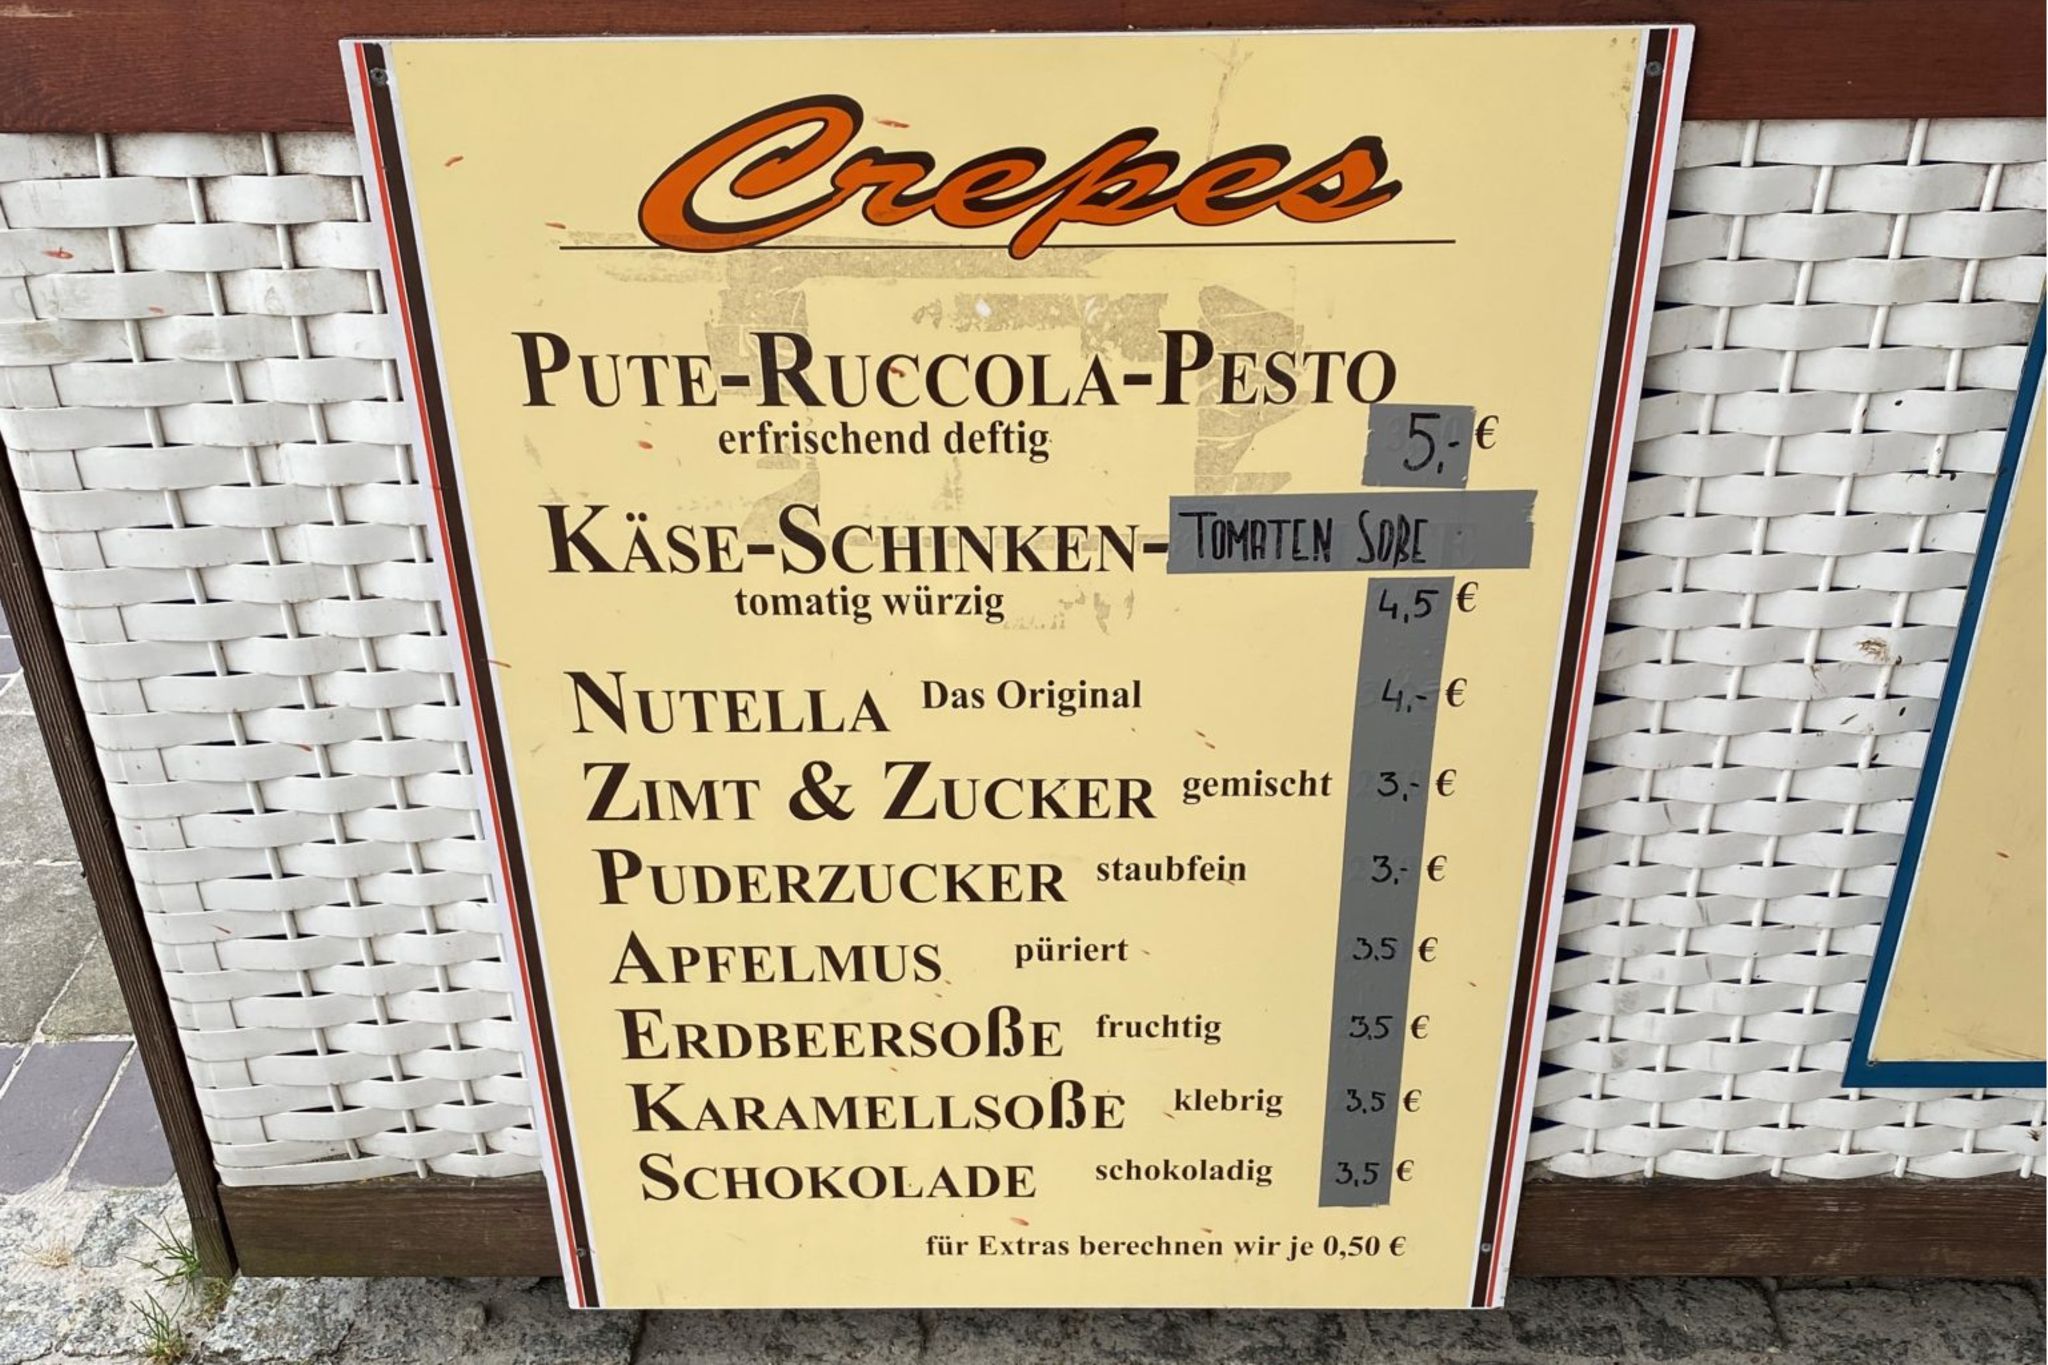 Crepes
PUTE-RUCCOLA-PESTO
erfrischend deftig 5,- €
KÄSE-SCHINKEN-TOMATEN SOßE
tomatig würzig 4,5 €
NUTELLA Das Original 4,- €
ZIMT & ZUCKER gemischt 3,- €
PUDERZUCKER staubfein 3,- €
APFELMUS püriert 3.5 €
ERDBEERSOßE fruchtig 3,5 €
KARAMELLSOßE klebrig 3,5 €
SCHOKOLADE schokoladig 3,5 €
für Extras berechnen wir je 0,50 €